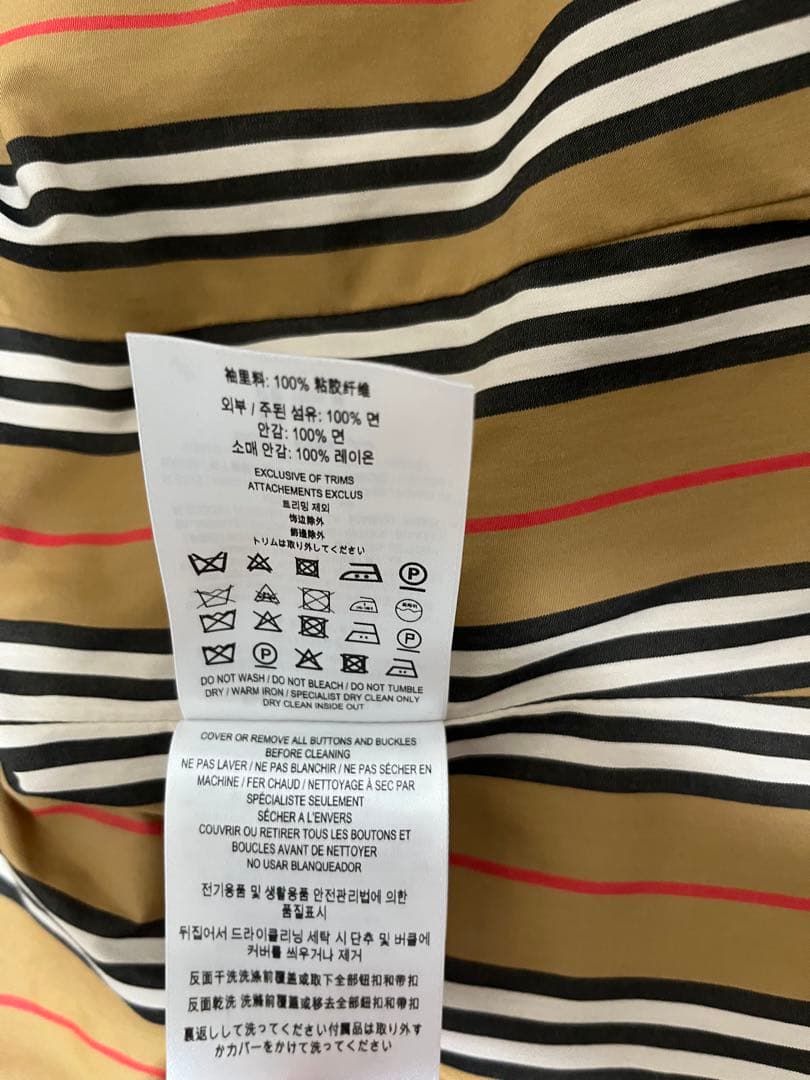 袖里料: 100% 粘胶纤维
외부 / 주된 섬유: 100% 면
안감: 100% 면
소매 안감: 100% 레이온
EXCLUSIVE OF TRIMS
ATTACHEMENTS EXCLUS
트리밍 제외
饰边除外
飾邊除外
トリムは取り外してください
P
P
P
DO NOT WASH / DO NOT BLEACH / DO NOT TUMBLE
DRY / WARM IRON / SPECIALIST DRY CLEAN ONLY
DRY CLEAN INSIDE OUT
COVER OR REMOVE ALL BUTTONS AND BUCKLES
BEFORE CLEANING
NE PAS LAVER / NE PAS BLANCHIR / NE PAS SÉCHER EN
MACHINE / FER CHAUD / NETTOYAGE À SEC PAR
SPÉCIALISTE SEULEMENT
SÉCHER A L'ENVERS
COUVRIR OU RETIRER TOUS LES BOUTONS ET
BOUCLES AVANT DE NETTOYER
NO USAR BLANQUEADOR
전기용품 및 생활용품 안전관리법에 의한
품질표시
뒤집어서 드라이클리닝 세탁 시 단추 및 버클에
커버를 씌우거나 제거
反面干洗洗涤前覆盖或取下全部纽扣和带扣
反面乾洗 洗滌前覆蓋或移去全部鈕扣和帶扣
裏返しして洗ってください付属品は取り外す
かカバーをかけて洗ってください